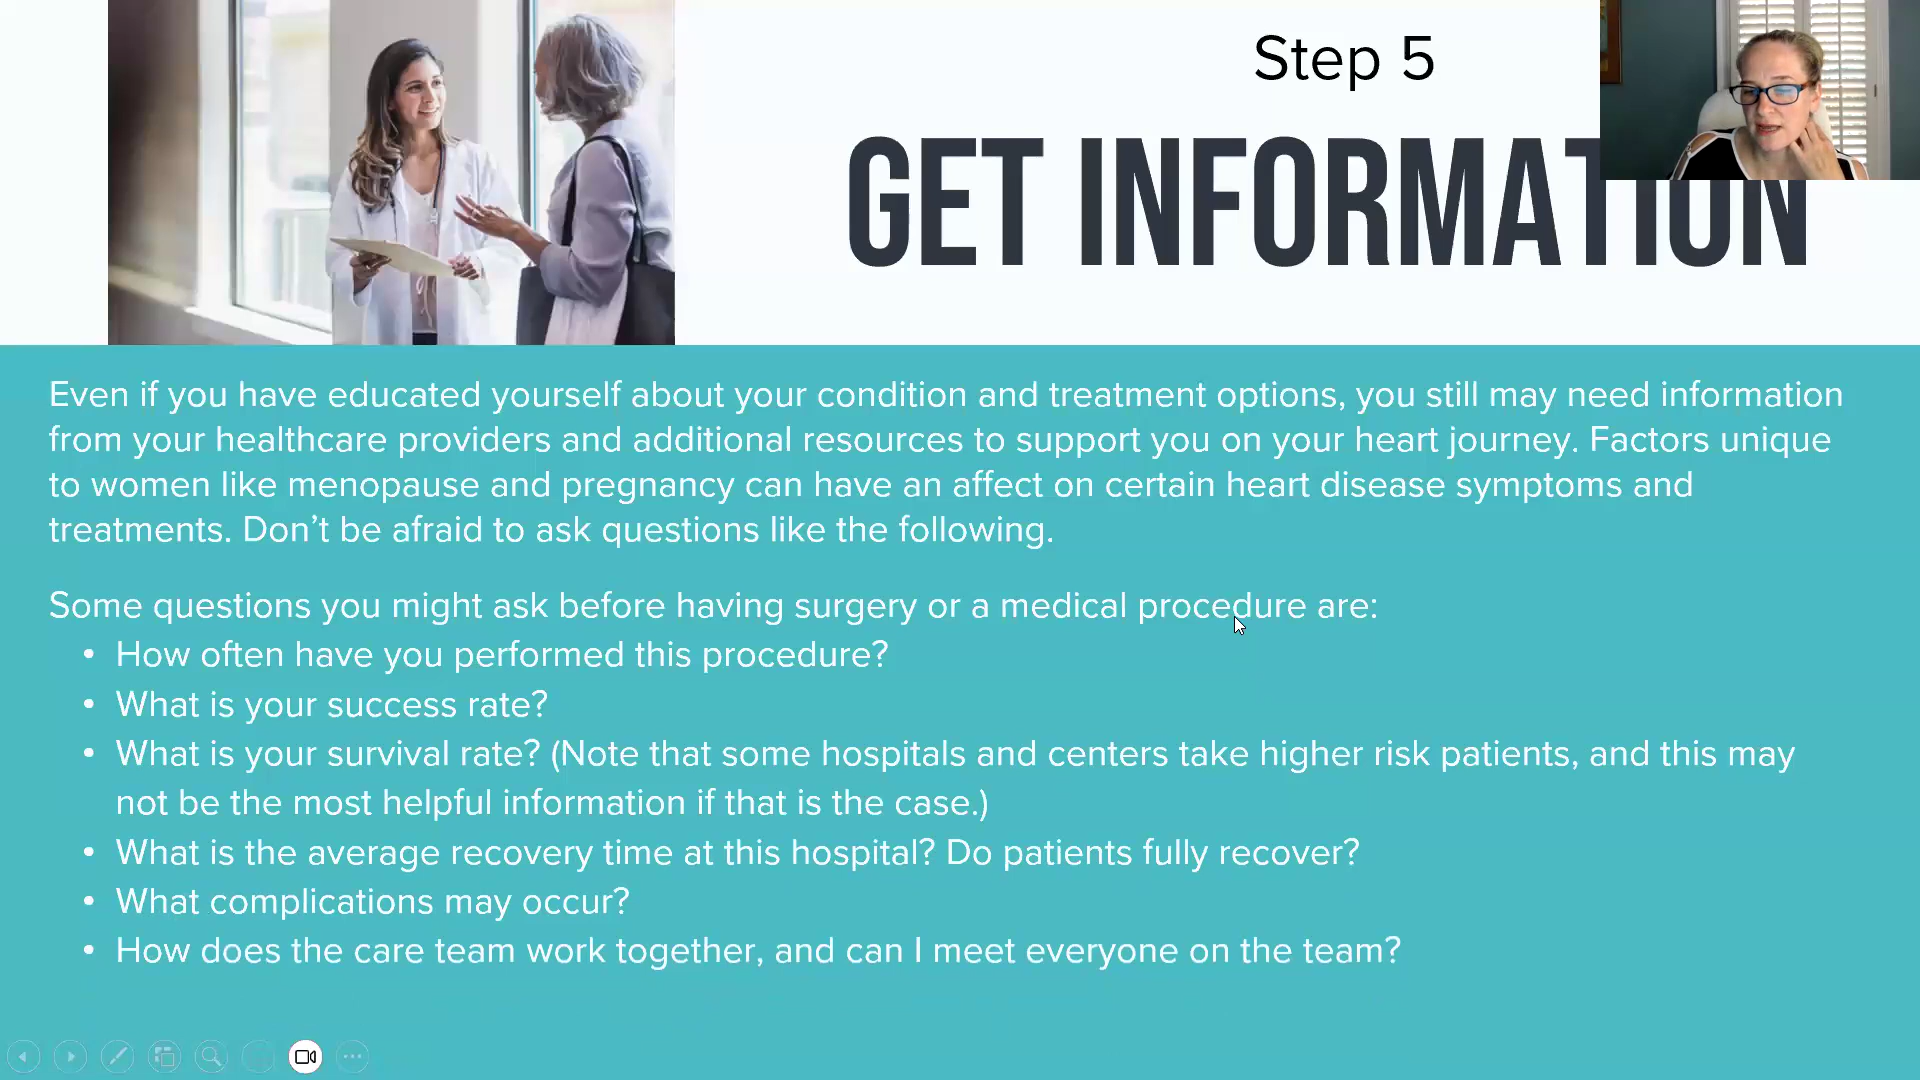 Step 5
GET INFORMATION
Even if you have educated yourself about your condition and treatment options, you still may need information
from your healthcare providers and additional resources to support you on your heart journey. Factors unique
to women like menopause and pregnancy can have an affect on certain heart disease symptoms and
treatments. Don’t be afraid to ask questions like the following.
Some questions you might ask before having surgery or a medical procedure are:
• How often have you performed this procedure?
• What is your success rate?
• What is your survival rate? (Note that some hospitals and centers take higher risk patients, and this may
not be the most helpful information if that is the case.)
• What is the average recovery time at this hospital? Do patients fully recover?
• What complications may occur?
• How does the care team work together, and can I meet everyone on the team?